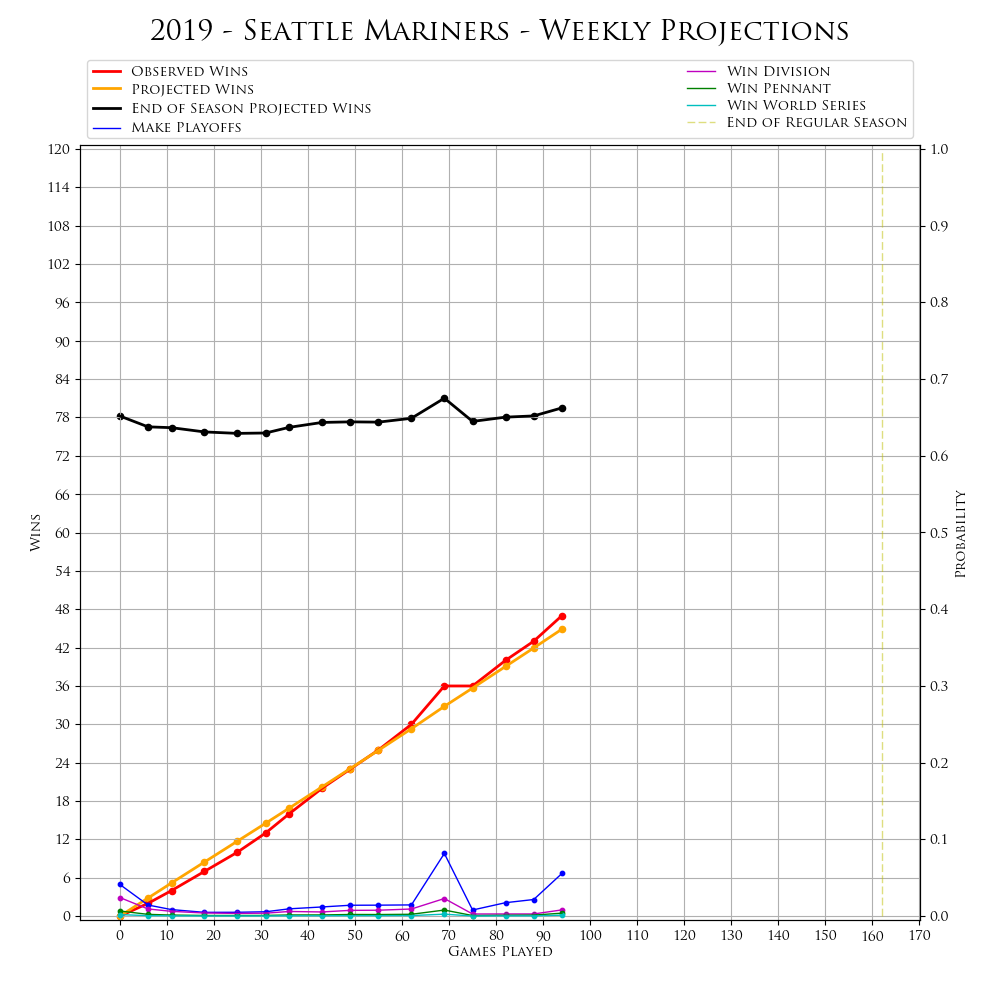 2019 - Seattle Mariners - Weekly Projections
Observed Wins
Projected Wins
End of Season Projected Wins
Make Playoffs
Win Division
Win Pennant
Win World Series
End of Regular Season
120
114
108
102
96
90
84
78
72
66
60
54
48
42
36
30
24
18
12
6
0
Wins
1.0
0.9
0.8
0.7
0.6
0.5
0.4
0.3
0.2
0.1
0.0
Probability
0 10 20 30 40 50 60 70 80 90 100 110 120 130 140 150 160 170
Games Played